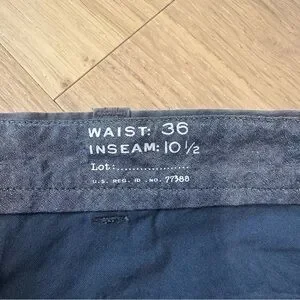 WAIST: 36
INSEAM: 10 1/2
Lot:....................
U.S. REG. ID. NO. 77388